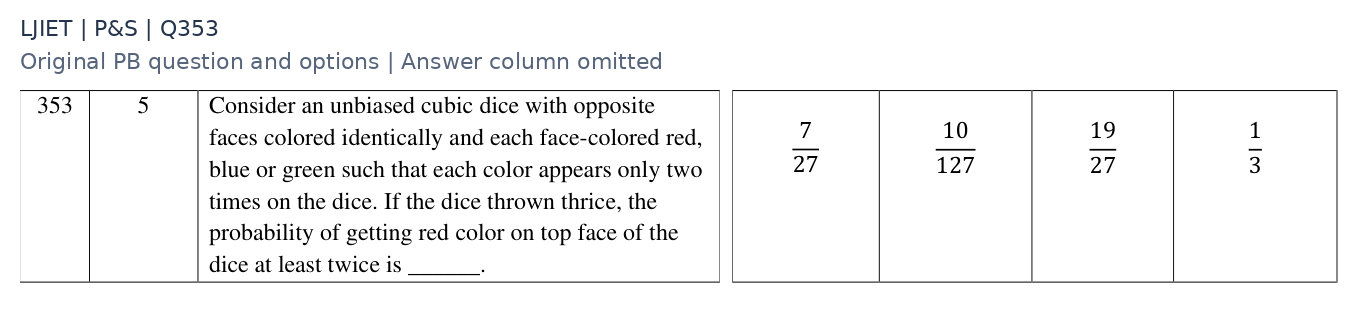 LJIET | P&S | Q353
Original PB question and options | Answer column omitted
353 5 Consider an unbiased cubic dice with opposite
faces colored identically and each face-colored red,
blue or green such that each color appears only two
times on the dice. If the dice thrown thrice, the
probability of getting red color on top face of the
dice at least twice is ______.
7/27 10/127 19/27 1/3